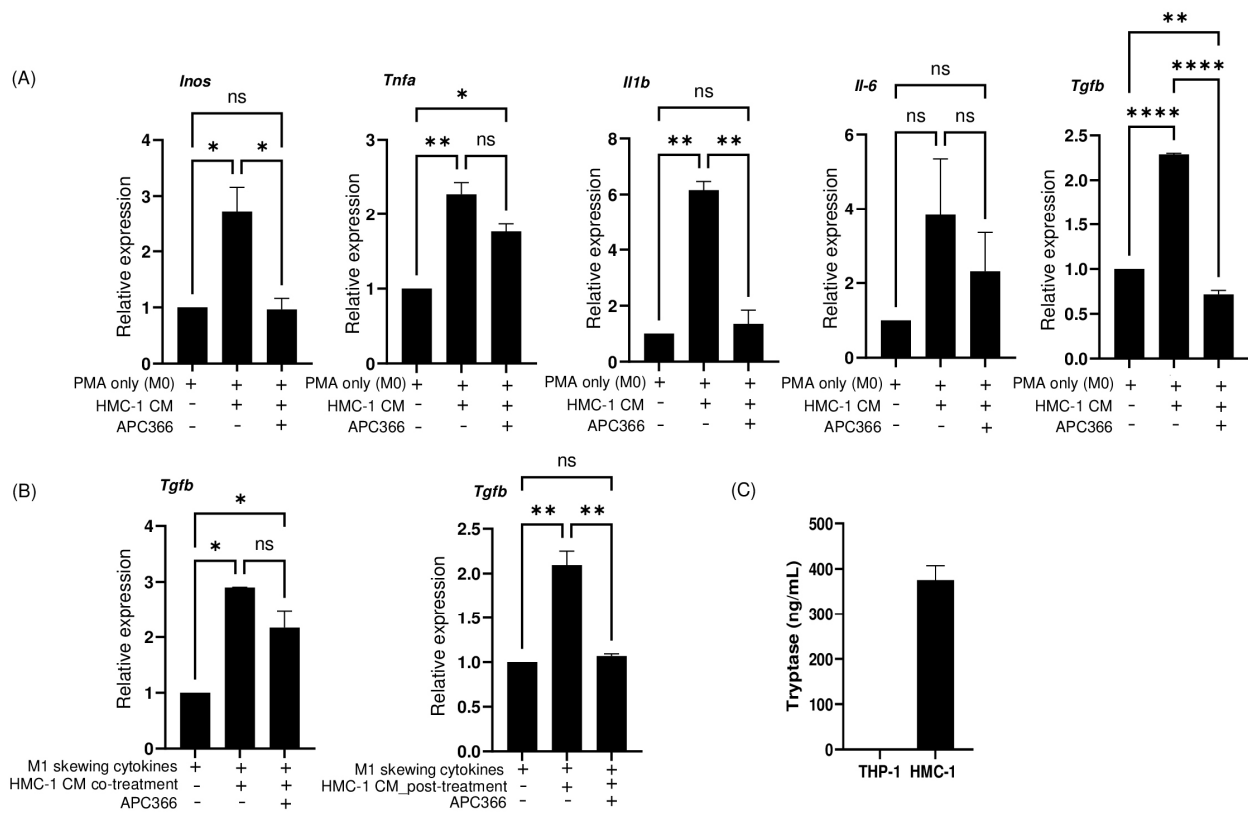 (A)
Inos
ns
* *
4
3
2
1
0
Relative expression
PMA only (M0) + + +
HMC-1 CM - + +
APC366 - - +
Tnfa
*
** ns
3
2
1
0
Relative expression
PMA only (M0) + + +
HMC-1 CM - + +
APC366 - - +
Il1b
ns
** **
8
6
4
2
0
Relative expression
PMA only (M0) + + +
HMC-1 CM - + +
APC366 - - +
Il-6
ns
ns ns
6
4
2
0
Relative expression
PMA only (M0) + + +
HMC-1 CM - + +
APC366 - - +
Tgfb
**
****
****
2.5
2.0
1.5
1.0
0.5
0.0
Relative expression
PMA only (M0) + + +
HMC-1 CM - + +
APC366 - - +
(B)
Tgfb
*
* ns
4
3
2
1
0
Relative expression
M1 skewing cytokines + + +
HMC-1 CM co-treatment - + +
APC366 - - +
Tgfb
ns
** **
2.5
2.0
1.5
1.0
0.5
0.0
Relative expression
M1 skewing cytokines + + +
HMC-1 CM_post-treatment - + +
APC366 - - +
(C)
500
400
300
200
100
0
Tryptase (ng/mL)
THP-1 HMC-1